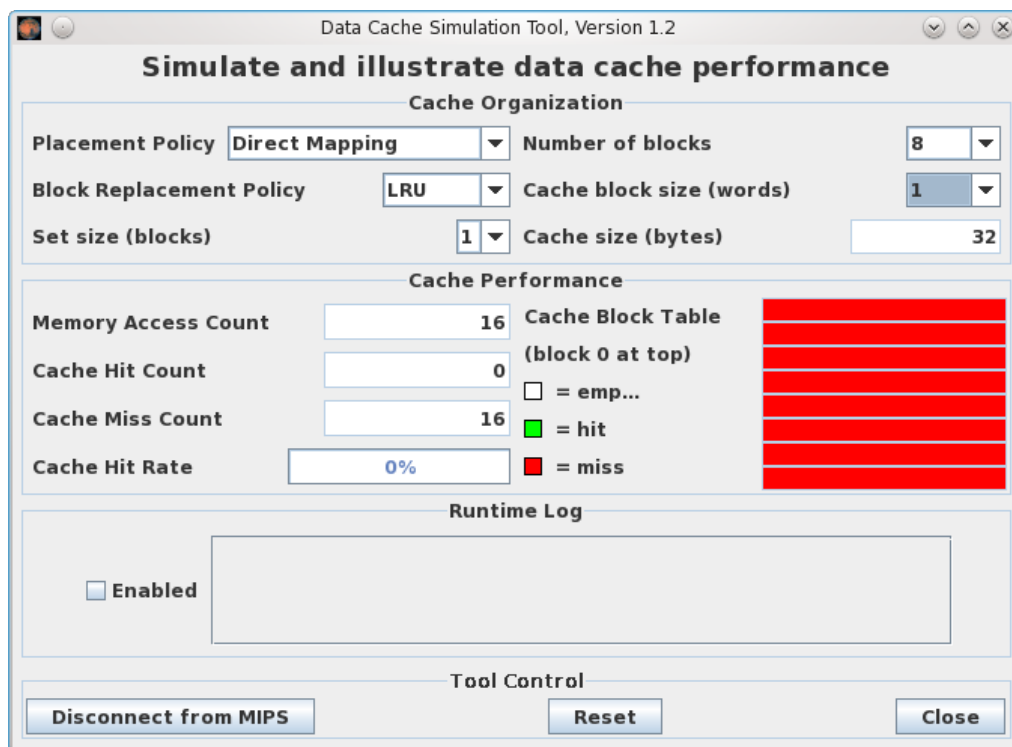 Data Cache Simulation Tool, Version 1.2
Simulate and illustrate data cache performance
Cache Organization
Placement Policy Direct Mapping Number of blocks 8
Block Replacement Policy LRU Cache block size (words) 1
Set size (blocks) 1 Cache size (bytes) 32
Cache Performance
Memory Access Count 16 Cache Block Table
(block 0 at top)
Cache Hit Count 0
= emp...
Cache Miss Count 16
= hit
Cache Hit Rate 0% = miss
Runtime Log
Enabled
Tool Control
Disconnect from MIPS Reset Close